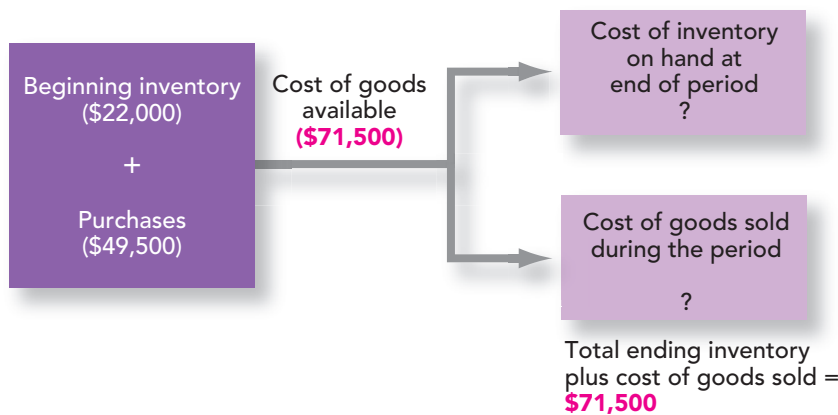 Beginning inventory
($22,000)
+
Purchases
($49,500)
Cost of goods
available
($71,500)
Cost of inventory
on hand at
end of period
?
Cost of goods sold
during the period
?
Total ending inventory
plus cost of goods sold =
$71,500